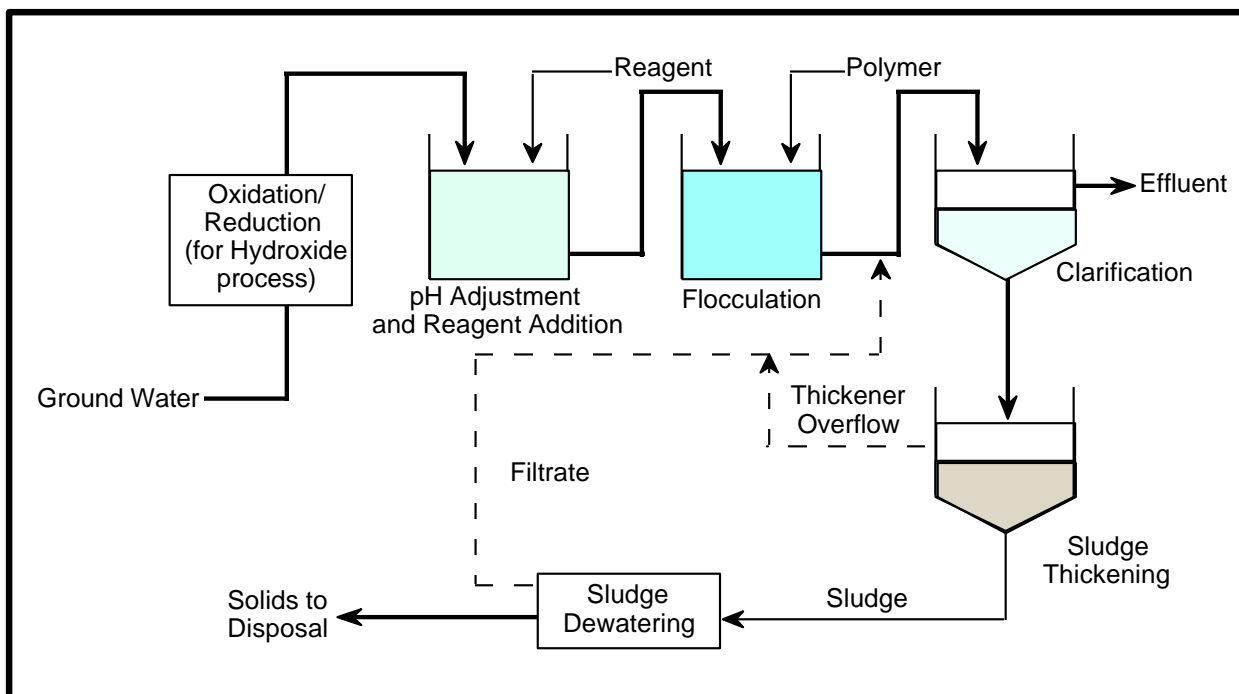 Reagent
Polymer
Oxidation/
Reduction
(for Hydroxide
process)
Effluent
Clarification
pH Adjustment
and Reagent Addition
Flocculation
Ground Water
Thickener
Overflow
Filtrate
Sludge
Thickening
Solids to
Disposal
Sludge
Dewatering
Sludge